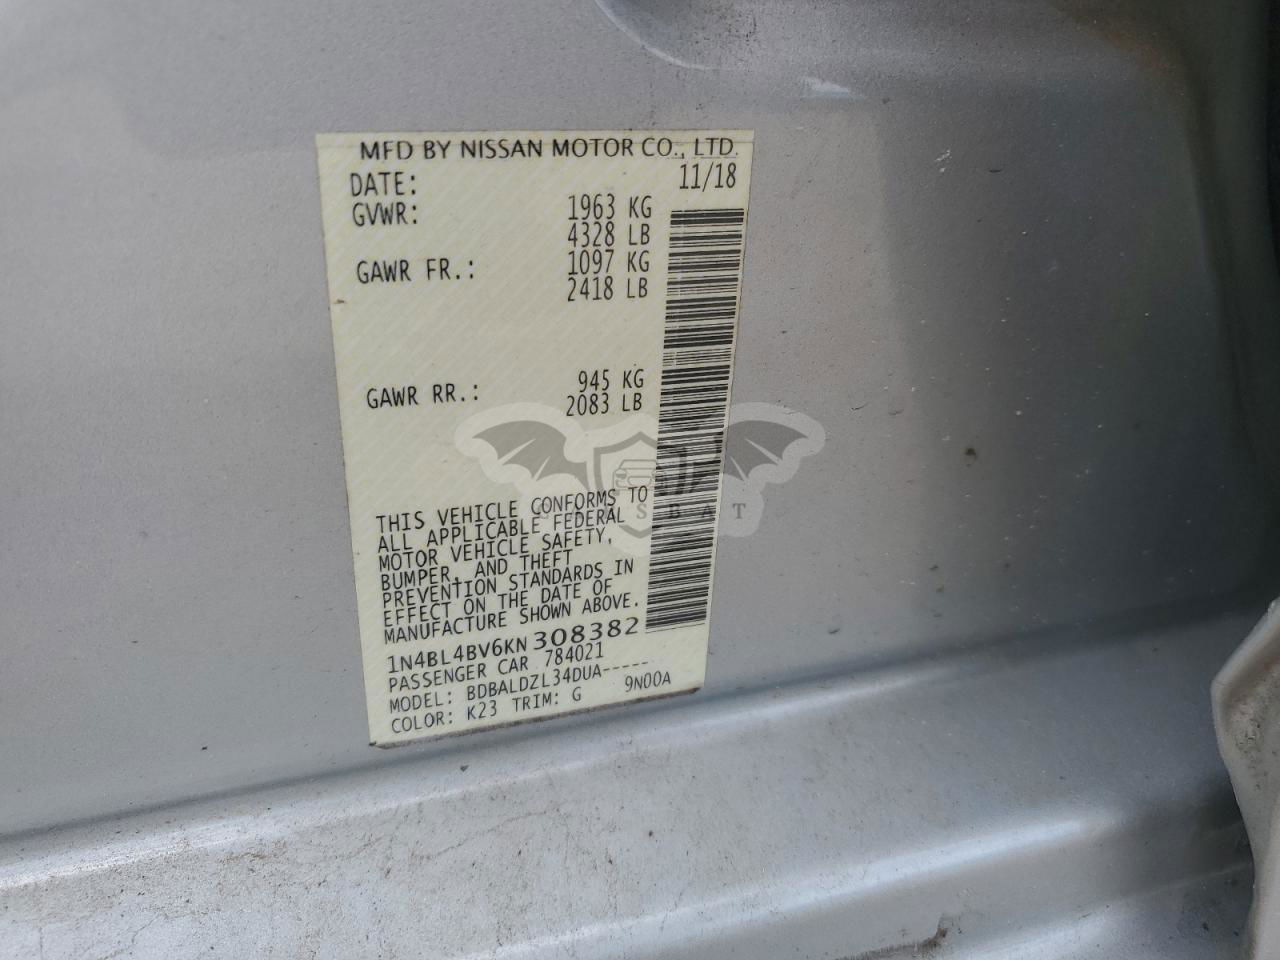 MFD BY NISSAN MOTOR CO., LTD.
DATE: 11/18
GVWR: 1963 KG
4328 LB
GAWR FR.: 1097 KG
2418 LB
GAWR RR.: 945 KG
2083 LB
THIS VEHICLE CONFORMS TO
ALL APPLICABLE FEDERAL
MOTOR VEHICLE SAFETY,
BUMPER, AND THEFT
PREVENTION STANDARDS IN
EFFECT ON THE DATE OF
MANUFACTURE SHOWN ABOVE.
1N4BL4BV6KN308382
PASSENGER CAR 784021
MODEL: BDBALDZL34DUA-----
COLOR: K23 TRIM: G 9N00A